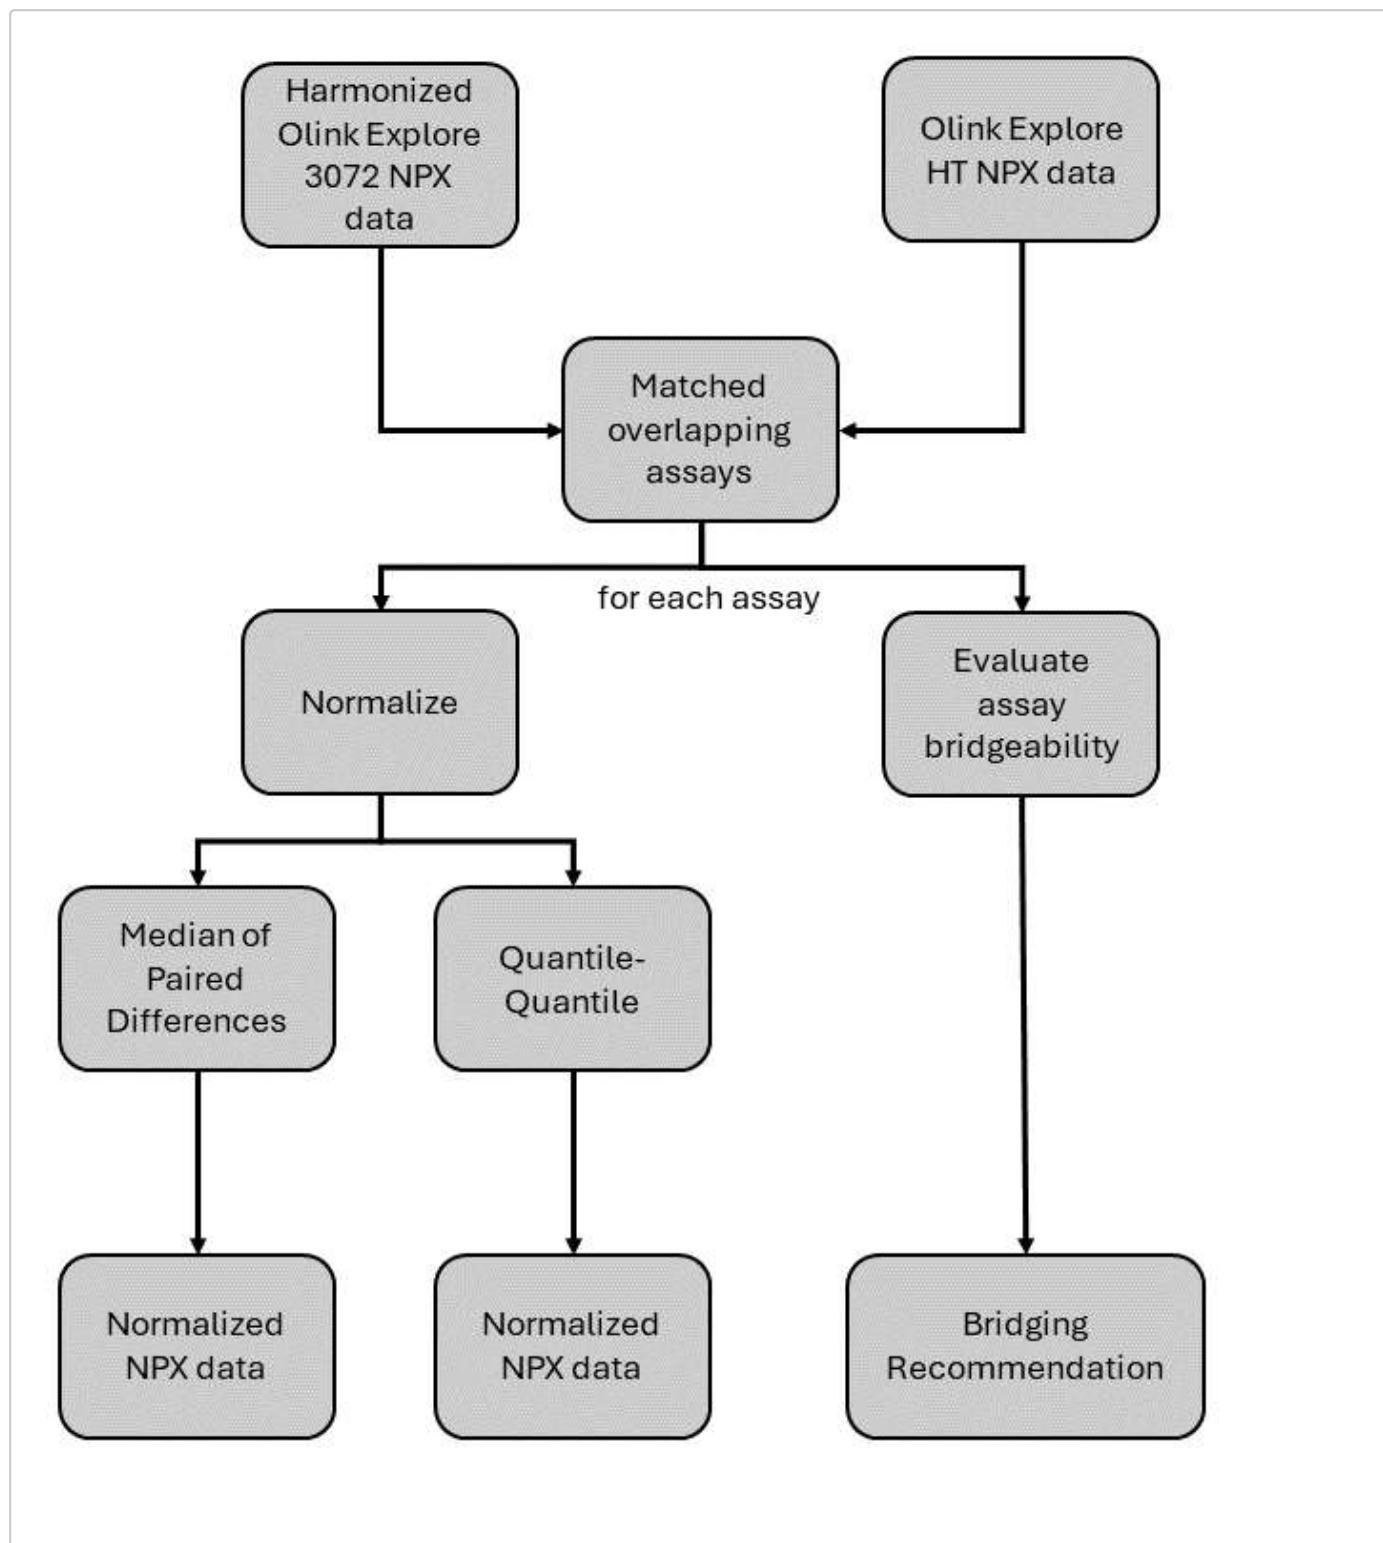 Harmonized
Olink Explore
3072 NPX
data
Olink Explore
HT NPX data
Matched
overlapping
assays
for each assay
Normalize
Evaluate
assay
bridgeability
Median of
Paired
Differences
Quantile-
Quantile
Normalized
NPX data
Normalized
NPX data
Bridging
Recommendation